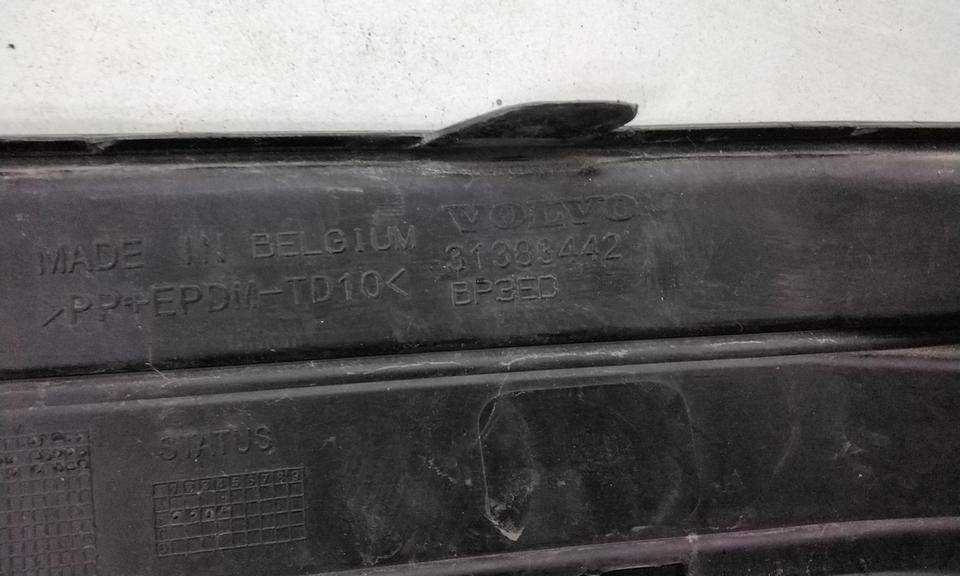 VOLVO
MADE IN BELGIUM
31383442
>PP+EPDM-TD10<
BP3ED
STATUS